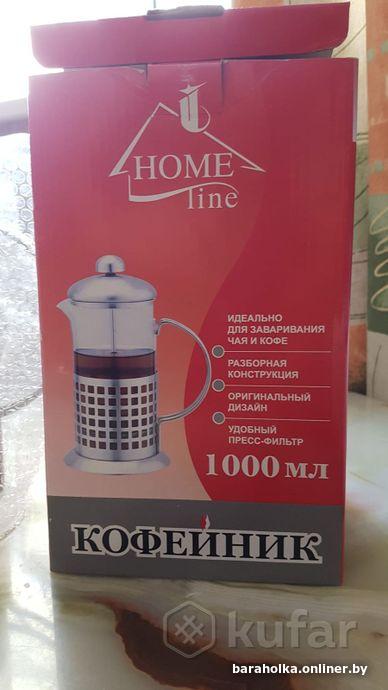 HOME
line
ИДЕАЛЬНО
ДЛЯ ЗАВАРИВАНИЯ
ЧАЯ И КОФЕ
РАЗБОРНАЯ
КОНСТРУКЦИЯ
ОРИГИНАЛЬНЫЙ
ДИЗАЙН
УДОБНЫЙ
ПРЕСС-ФИЛЬТР
1000 мл
КОФЕЙНИК
kufar
baraholka.onliner.by